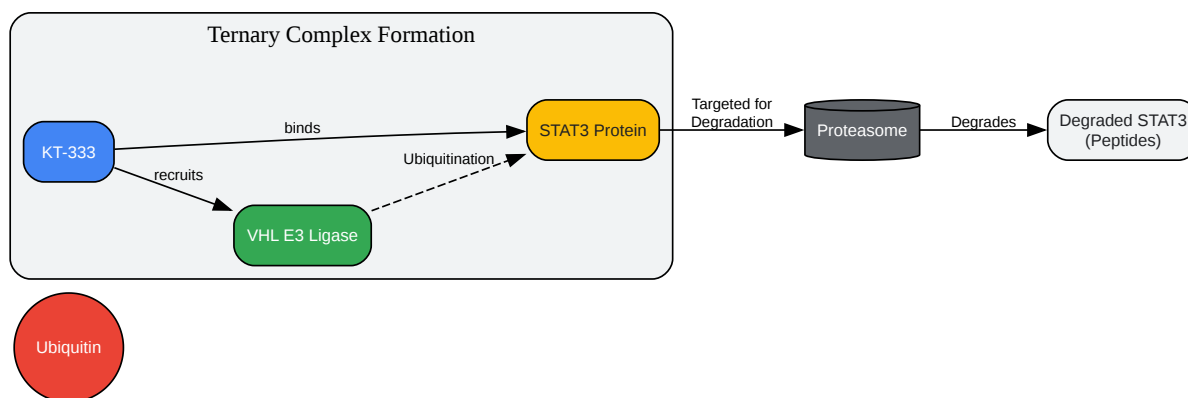 Ternary Complex Formation
KT-333
binds
recruits
VHL E3 Ligase
Ubiquitination
STAT3 Protein
Targeted for
Degradation
Proteasome
Degrades
Degraded STAT3
(Peptides)
Ubiquitin